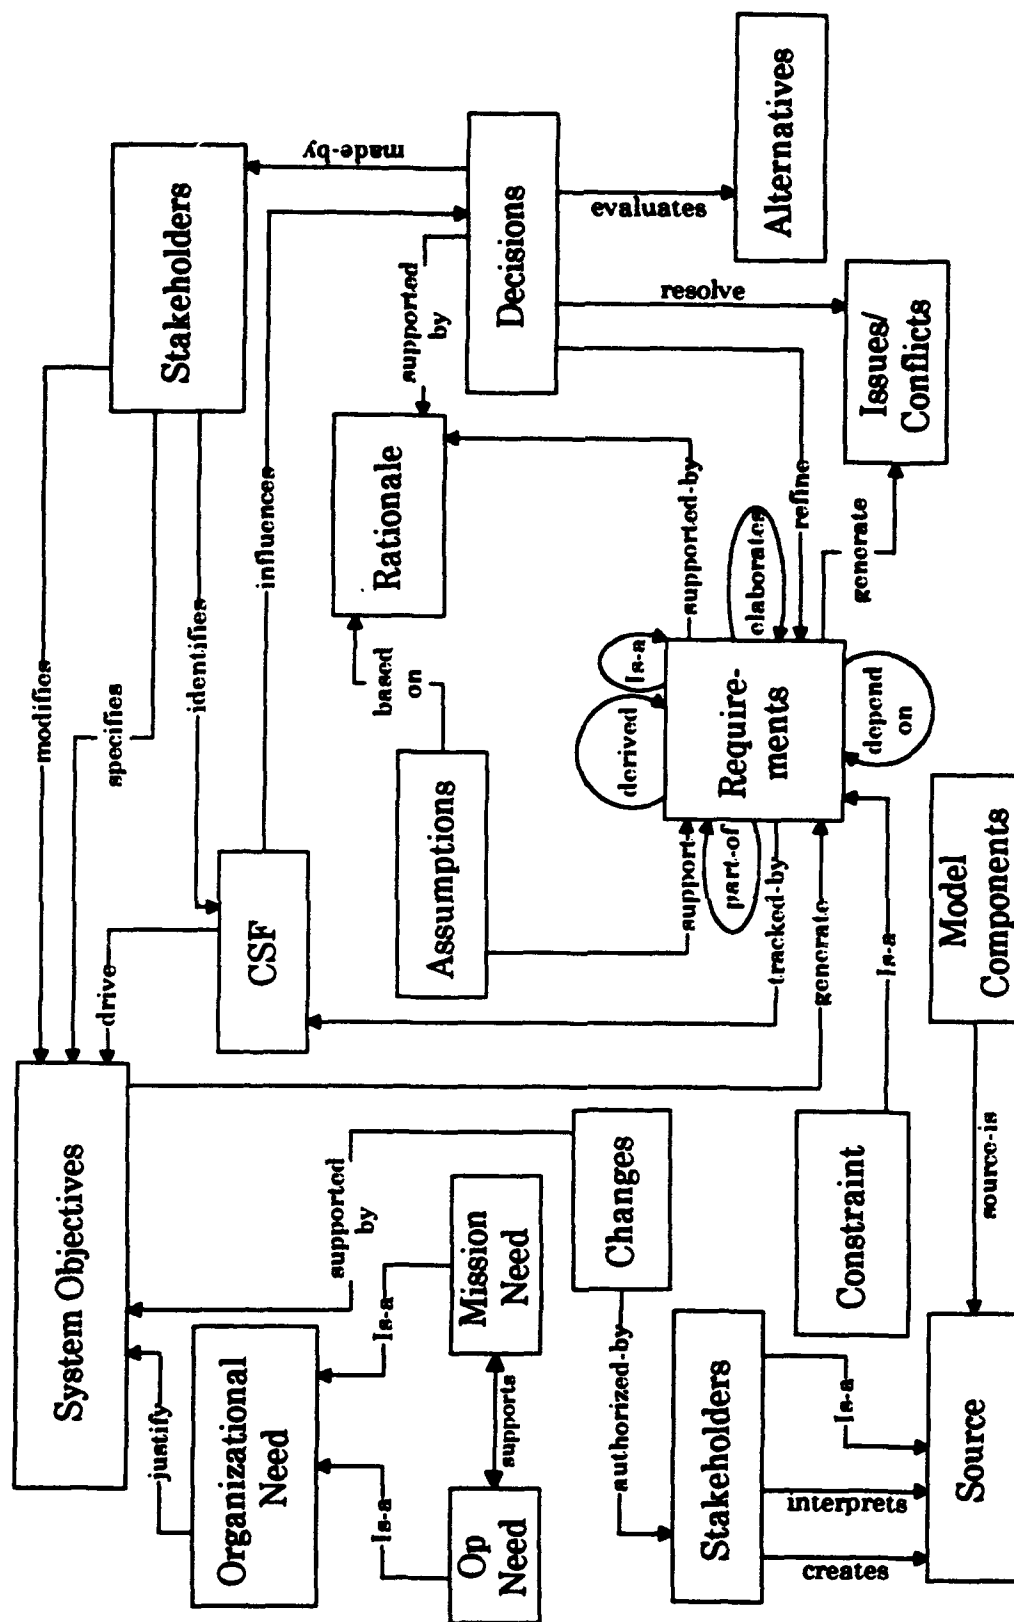 System Objectives
modifies
specifies
Stakeholders
justify
drive
identifies
Organizational
Need
CSF
supported
by
influences
made-by
Is-a
Is-a
based
on
Rationale
supported
by
Op
Need
supports
Mission
Need
Assumptions
Decisions
Changes
derived
Is-a
authorized-by
support
supported-by
evaluates
resolve
part-of
Require-
ments
elaborates
tracked-by
refine
Alternatives
Stakeholders
generate
generate
creates
interprets
Is-a
Constraint
Is-a
depend
on
Issues/
Conflicts
Source
source-is
Model
Components